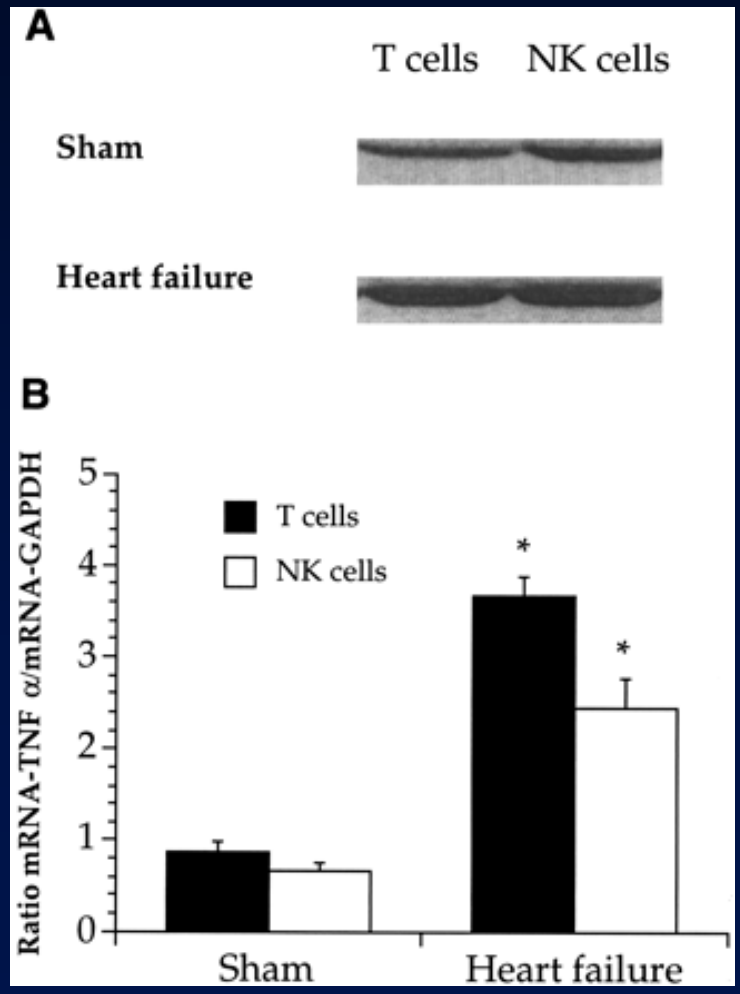 A
T cells NK cells
Sham
Heart failure
B
Ratio mRNA-TNF α/mRNA-GAPDH
5
4
3
2
1
0
T cells
NK cells
*
*
Sham Heart failure